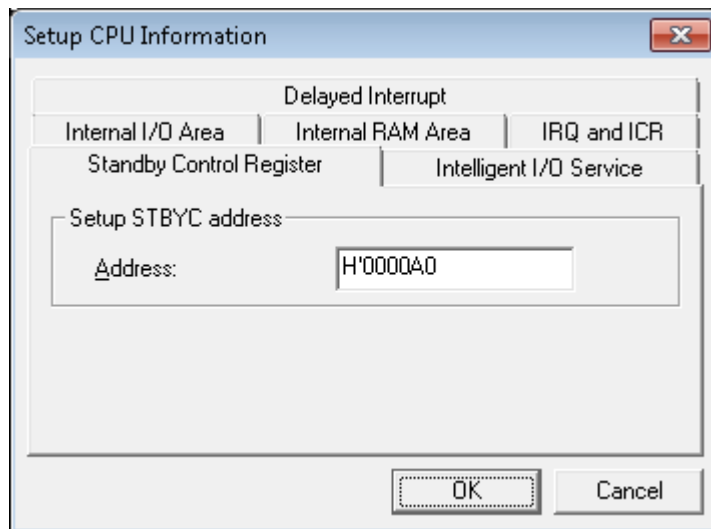 Setup CPU Information
Delayed Interrupt
Internal I/O Area Internal RAM Area IRQ and ICR
Standby Control Register Intelligent I/O Service
Setup STBYC address
Address: H'0000A0
OK Cancel